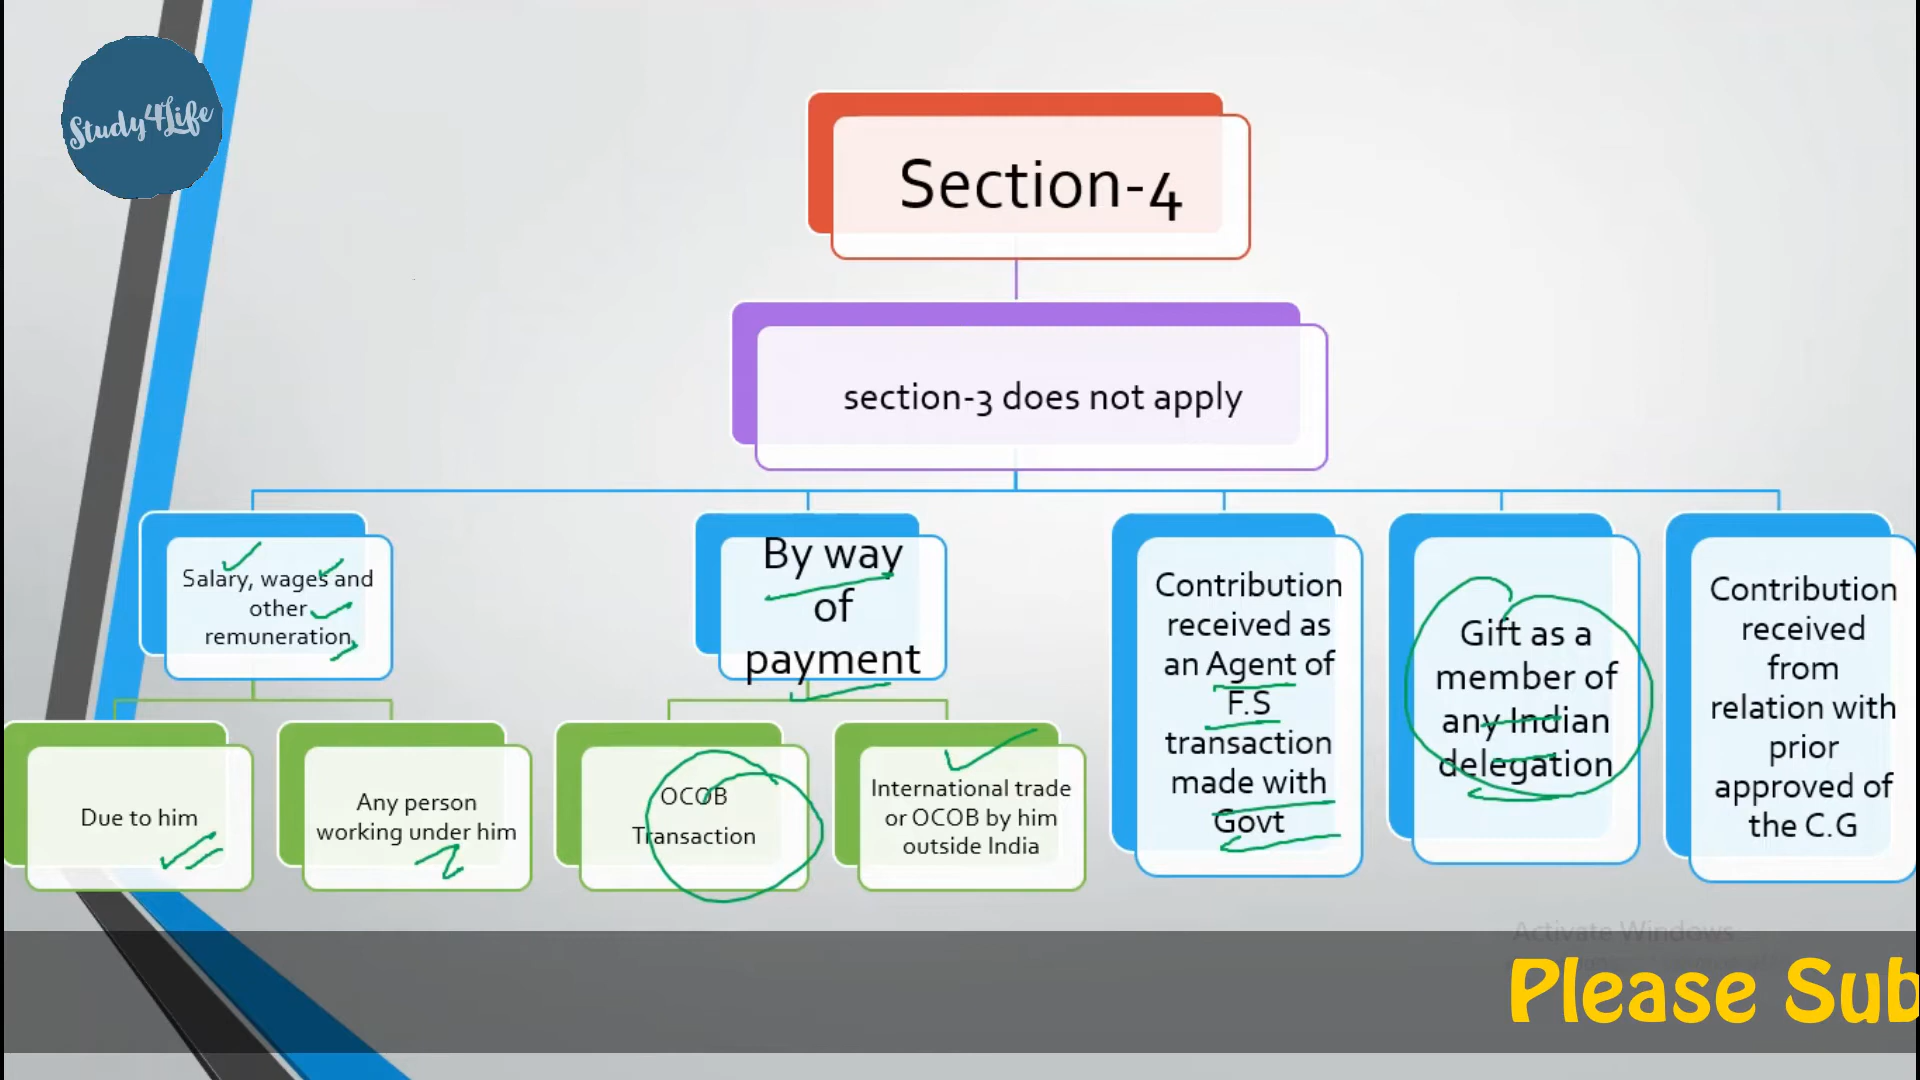 Study4Life
Section-4
section-3 does not apply
Salary, wages and
other
remuneration
By way
of
payment
Contribution
received as
an Agent of
F.S
transaction
made with
Govt
Gift as a
member of
any Indian
delegation
Contribution
received
from
relation with
prior
approved of
the C.G
Due to him
Any person
working under him
OCOB
Transaction
International trade
or OCOB by him
outside India
Activate Windows
Please Sub